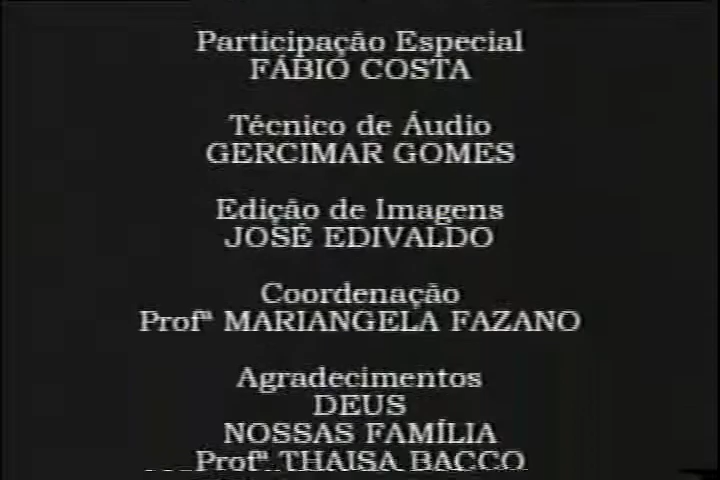 Participação Especial
FÁBIO COSTA
Técnico de Áudio
GERCIMAR GOMES
Edição de Imagens
JOSÉ EDIVALDO
Coordenação
Profª MARIANGELA FAZANO
Agradecimentos
DEUS
NOSSAS FAMÍLIA
Profª THAISA BACCO